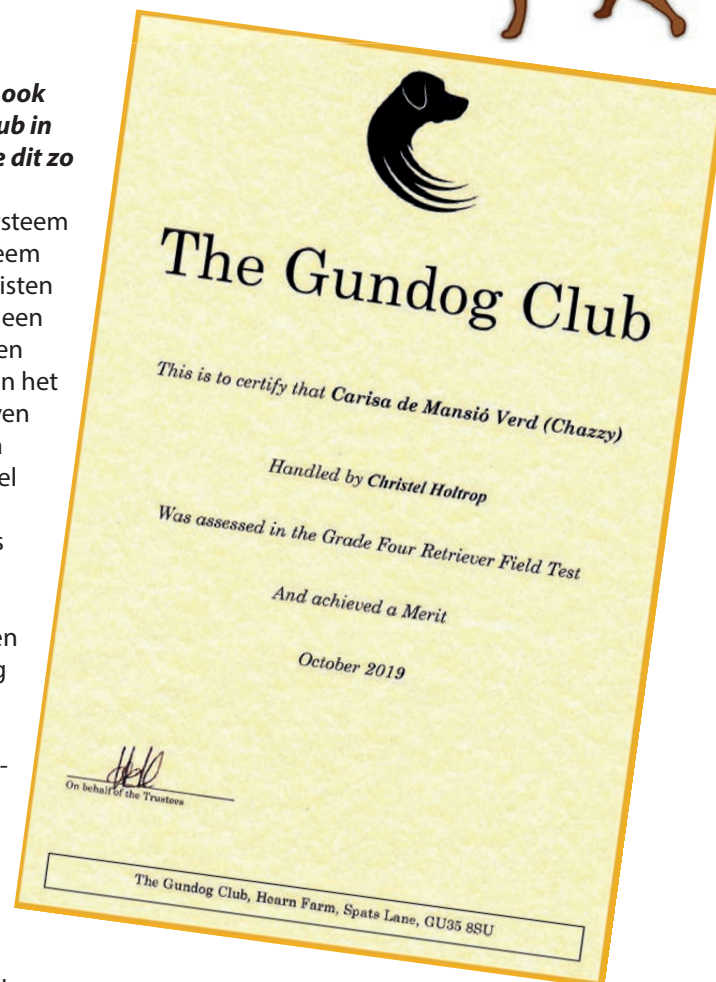 ook
ub in
e dit zo
steem
eem
isten
een
en
n het
ven
el
s
en
g
-
The Gundog Club
This is to certify that Carisa de Mansió Verd (Chazzy)
Handled by Christel Holtrop
Was assessed in the Grade Four Retriever Field Test
And achieved a Merit
October 2019
On behalf of the Trustees
The Gundog Club, Hearn Farm, Spats Lane, GU35 8SU